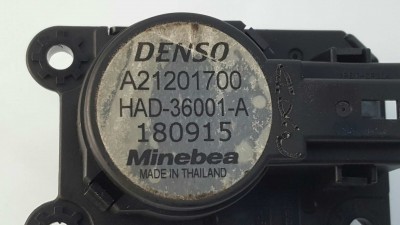 DENSO
A21201700
HAD-36001-A
180915
Minebea
MADE IN THAILAND